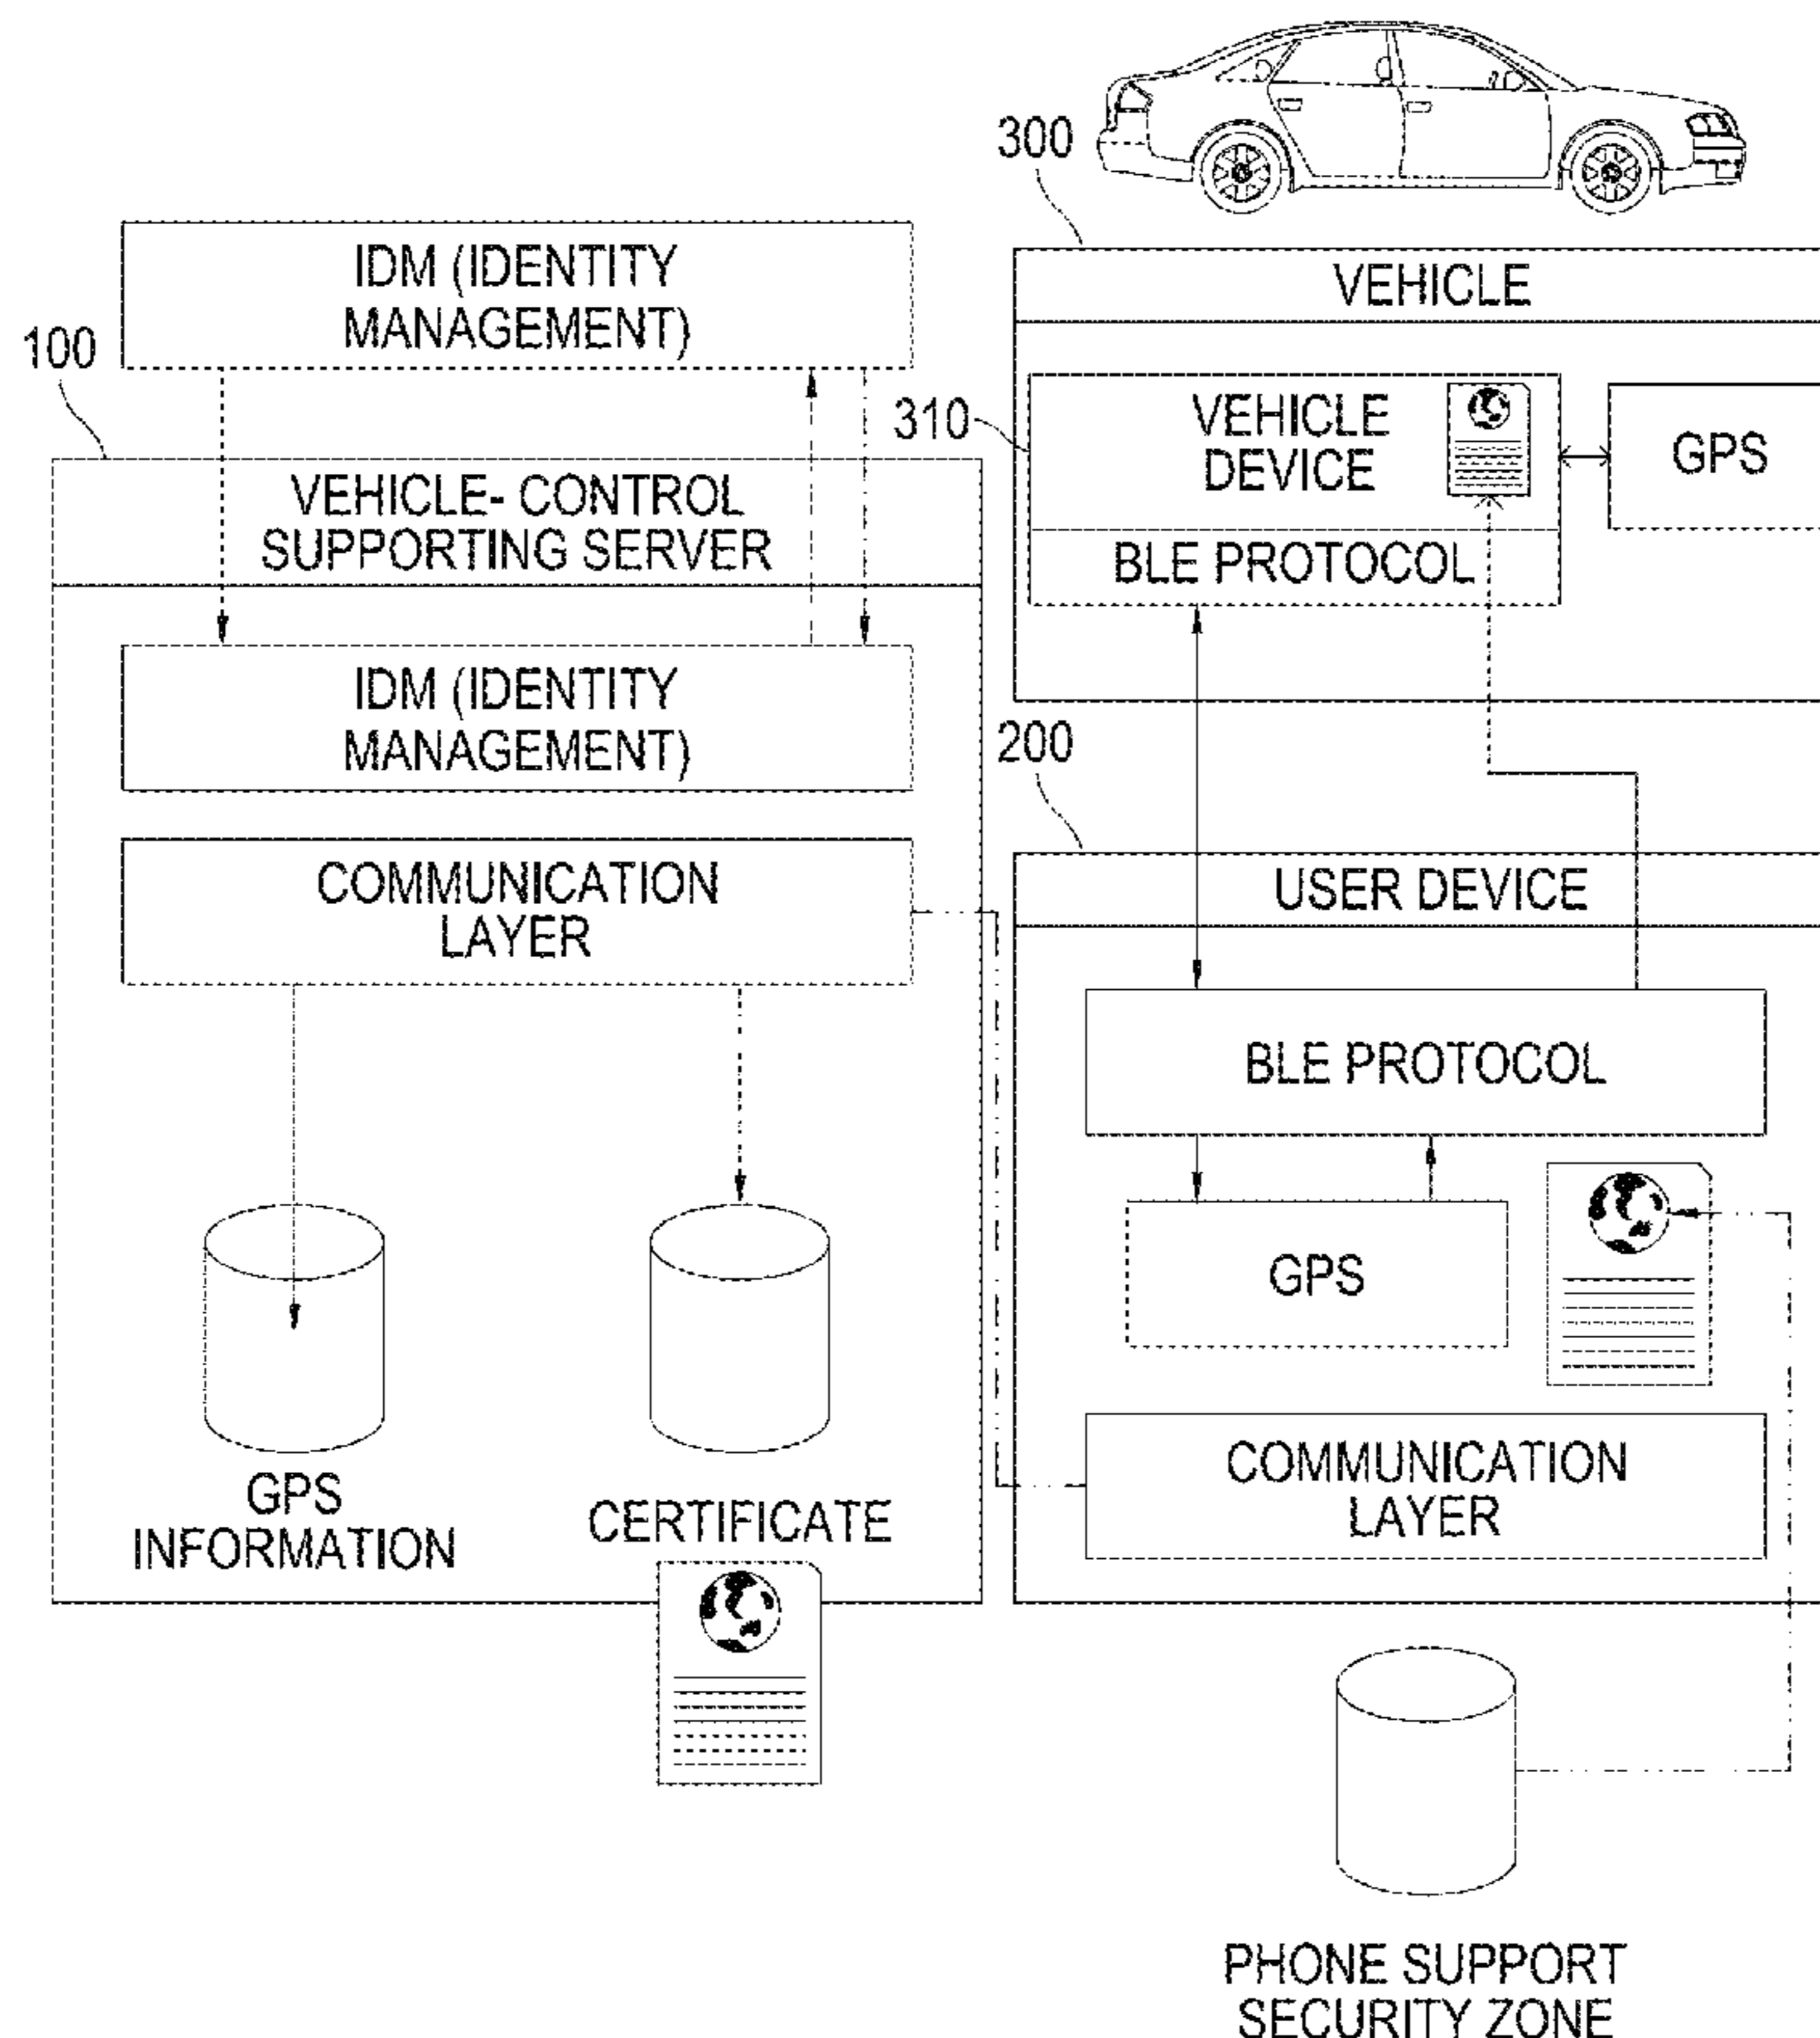 300
IDM (IDENTITY
MANAGEMENT)
VEHICLE
100
310
VEHICLE
DEVICE
GPS
BLE PROTOCOL
VEHICLE- CONTROL
SUPPORTING SERVER
IDM (IDENTITY
MANAGEMENT)
200
COMMUNICATION
LAYER
USER DEVICE
BLE PROTOCOL
GPS
GPS
INFORMATION
CERTIFICATE
COMMUNICATION
LAYER
PHONE SUPPORT
SECURITY ZONE